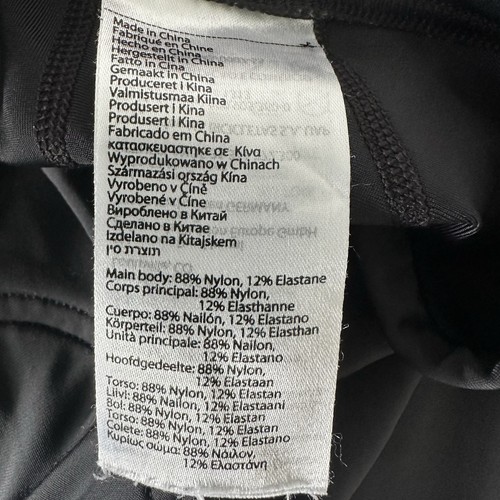 Made in China
Fabriqué en Chine
Hecho en China
Hergestellt in China
Fatto in Cina
Gemaakt in China
Produceret i Kina
Valmistusmaa Kiina
Produsert i Kina
Produsert i Kina
Fabricado em China
κατασκευαστηκε σε Κίνα
Wyprodukowano w Chinach
Származási ország Kína
Vyrobeno v Číně
Vyrobené v Číne
Вироблено в Китай
Сделано в Китае
Izdelano na Kitajskem
תוצרת סין
Main body: 88% Nylon, 12% Elastane
Corps principal: 88% Nylon,
12% Elasthanne
Cuerpo: 88% Nailón, 12% Elastano
Körperteil: 88% Nylon, 12% Elasthan
Unità principale: 88% Nailon,
12% Elastano
Hoofdgedeelte: 88% Nylon,
12% Elastaan
Torso: 88% Nylon, 12% Elastan
Liivi: 88% Nailon, 12% Elastaani
Bol: 88% Nylon, 12% Elastan
Torso: 88% Nylon, 12% Elastan
Colete: 88% Nylon, 12% Elastano
Κυρίως σώμα: 88% Νάιλον,
12% Ελαστάνη